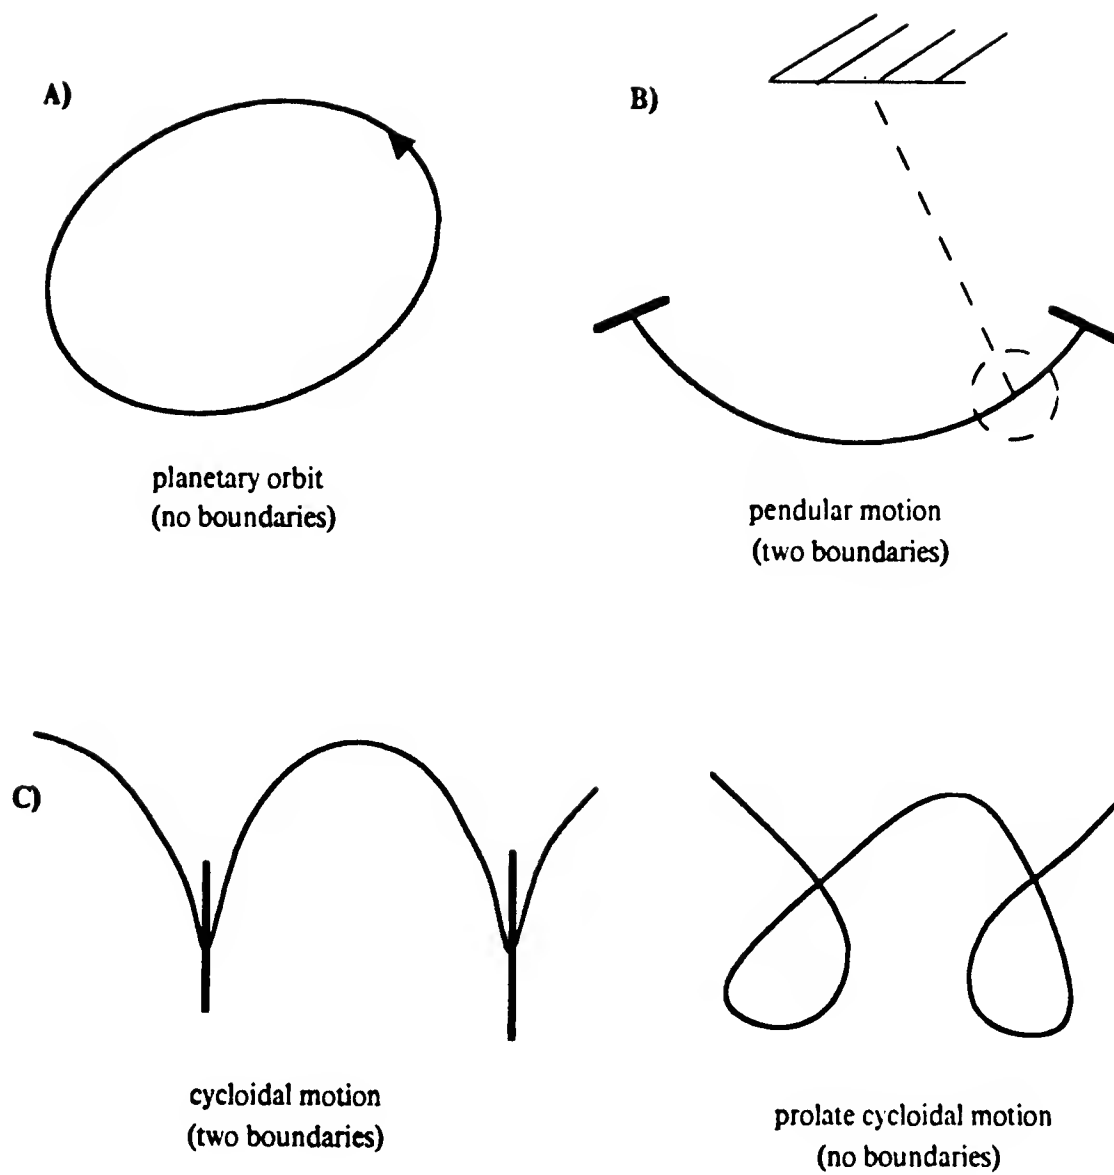 A)
B)
planetary orbit
(no boundaries)
pendular motion
(two boundaries)
C)
cycloidal motion
(two boundaries)
prolate cycloidal motion
(no boundaries)